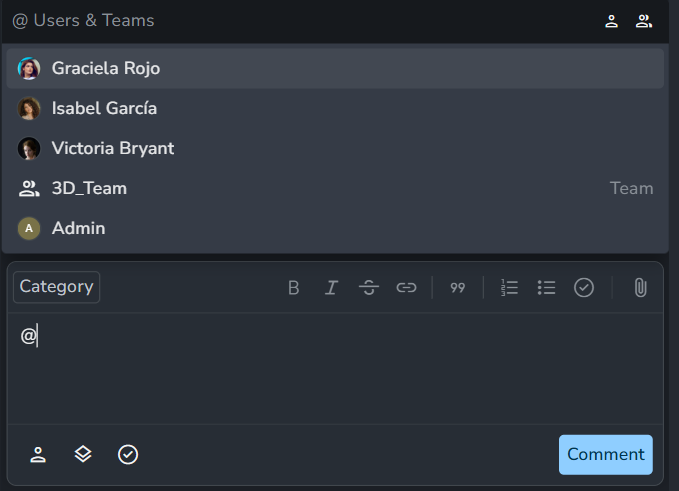 @ Users & Teams
Graciela Rojo
Isabel García
Victoria Bryant
3D_Team Team
A Admin
Category B I S 99
@
Comment